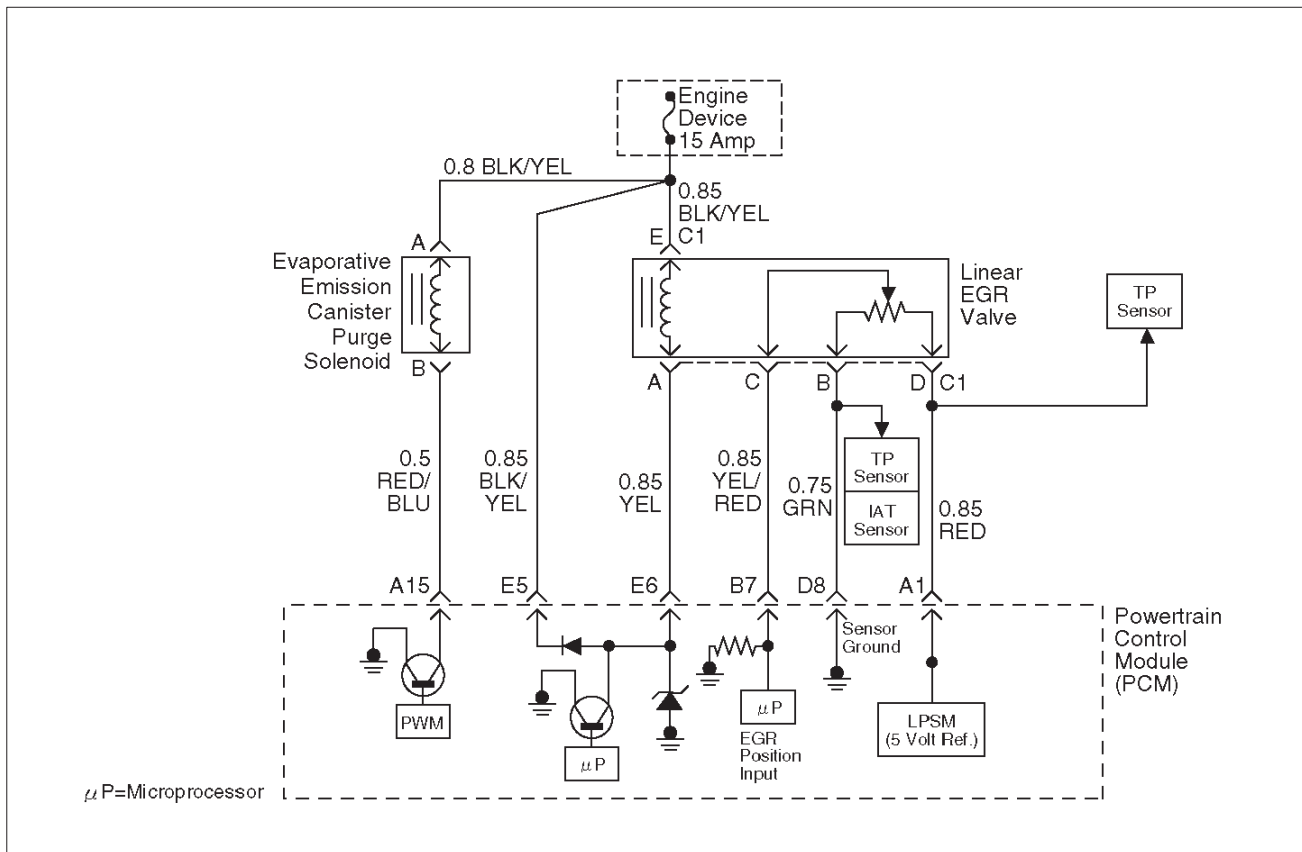 Engine
Device
15 Amp
0.8 BLK/YEL
0.85
BLK/YEL
A
E
C1
Evaporative
Emission
Canister
Purge
Solenoid
Linear
EGR
Valve
TP
Sensor
B
A
C
B
D
C1
0.5
RED/
BLU
0.85
BLK/
YEL
0.85
YEL
0.85
YEL/
RED
0.75
GRN
TP
Sensor
IAT
Sensor
0.85
RED
A15
E5
E6
B7
D8
A1
Powertrain
Control
Module
(PCM)
Sensor
Ground
PWM
μP
μP
EGR
Position
Input
LPSM
(5 Volt Ref.)
μP=Microprocessor